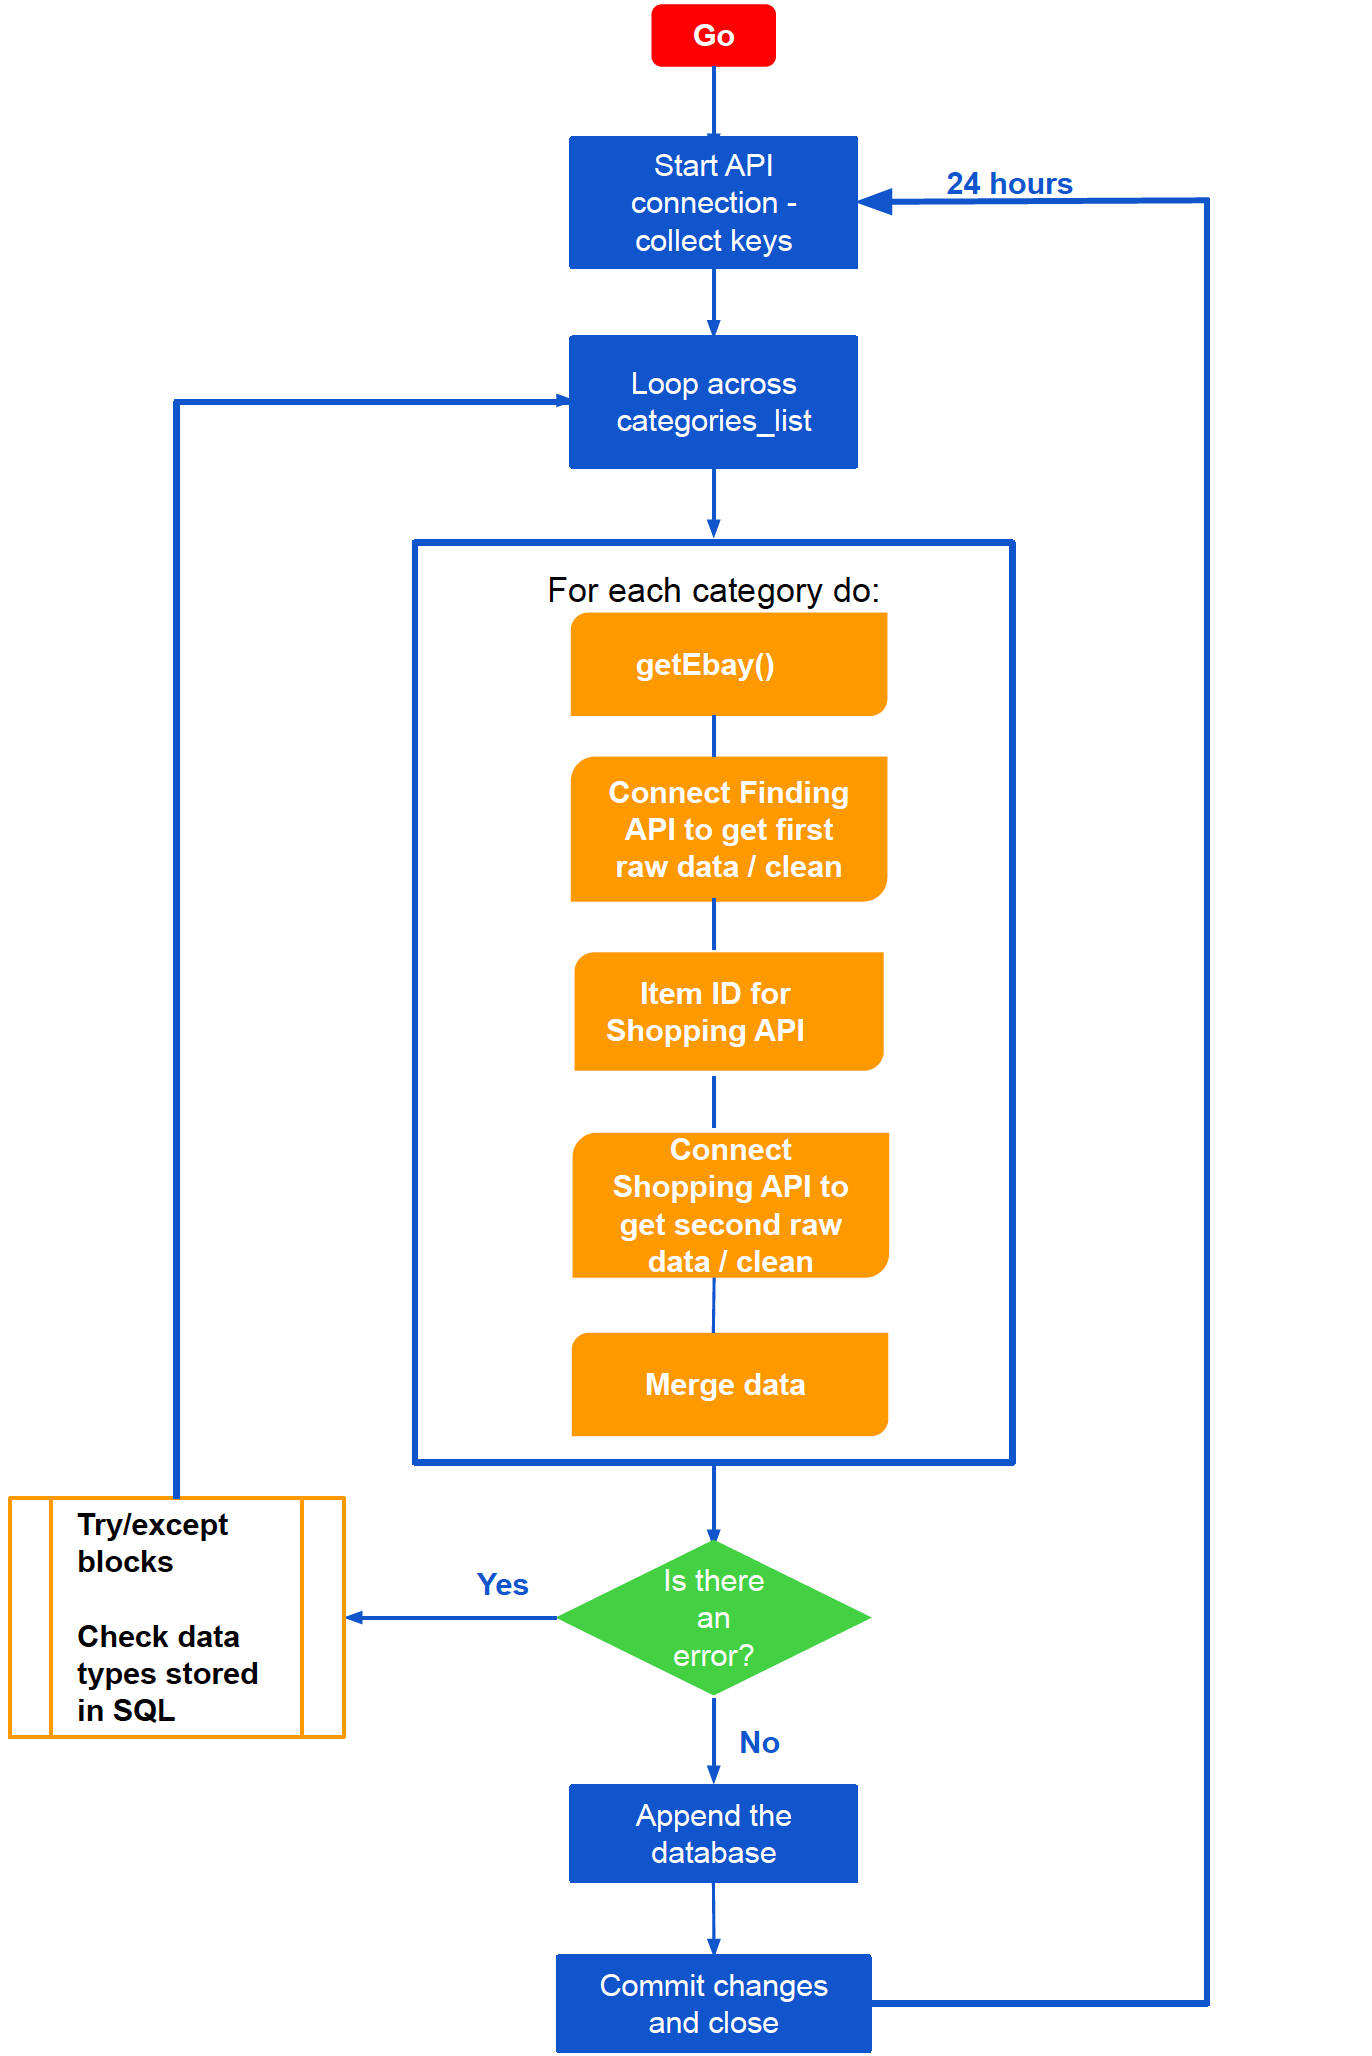 Go
Start API
connection -
collect keys
24 hours
Loop across
categories_list
For each category do:
getEbay()
Connect Finding
API to get first
raw data / clean
Item ID for
Shopping API
Connect
Shopping API to
get second raw
data / clean
Merge data
Try/except
blocks
Check data
types stored
in SQL
Yes
Is there
an
error?
No
Append the
database
Commit changes
and close